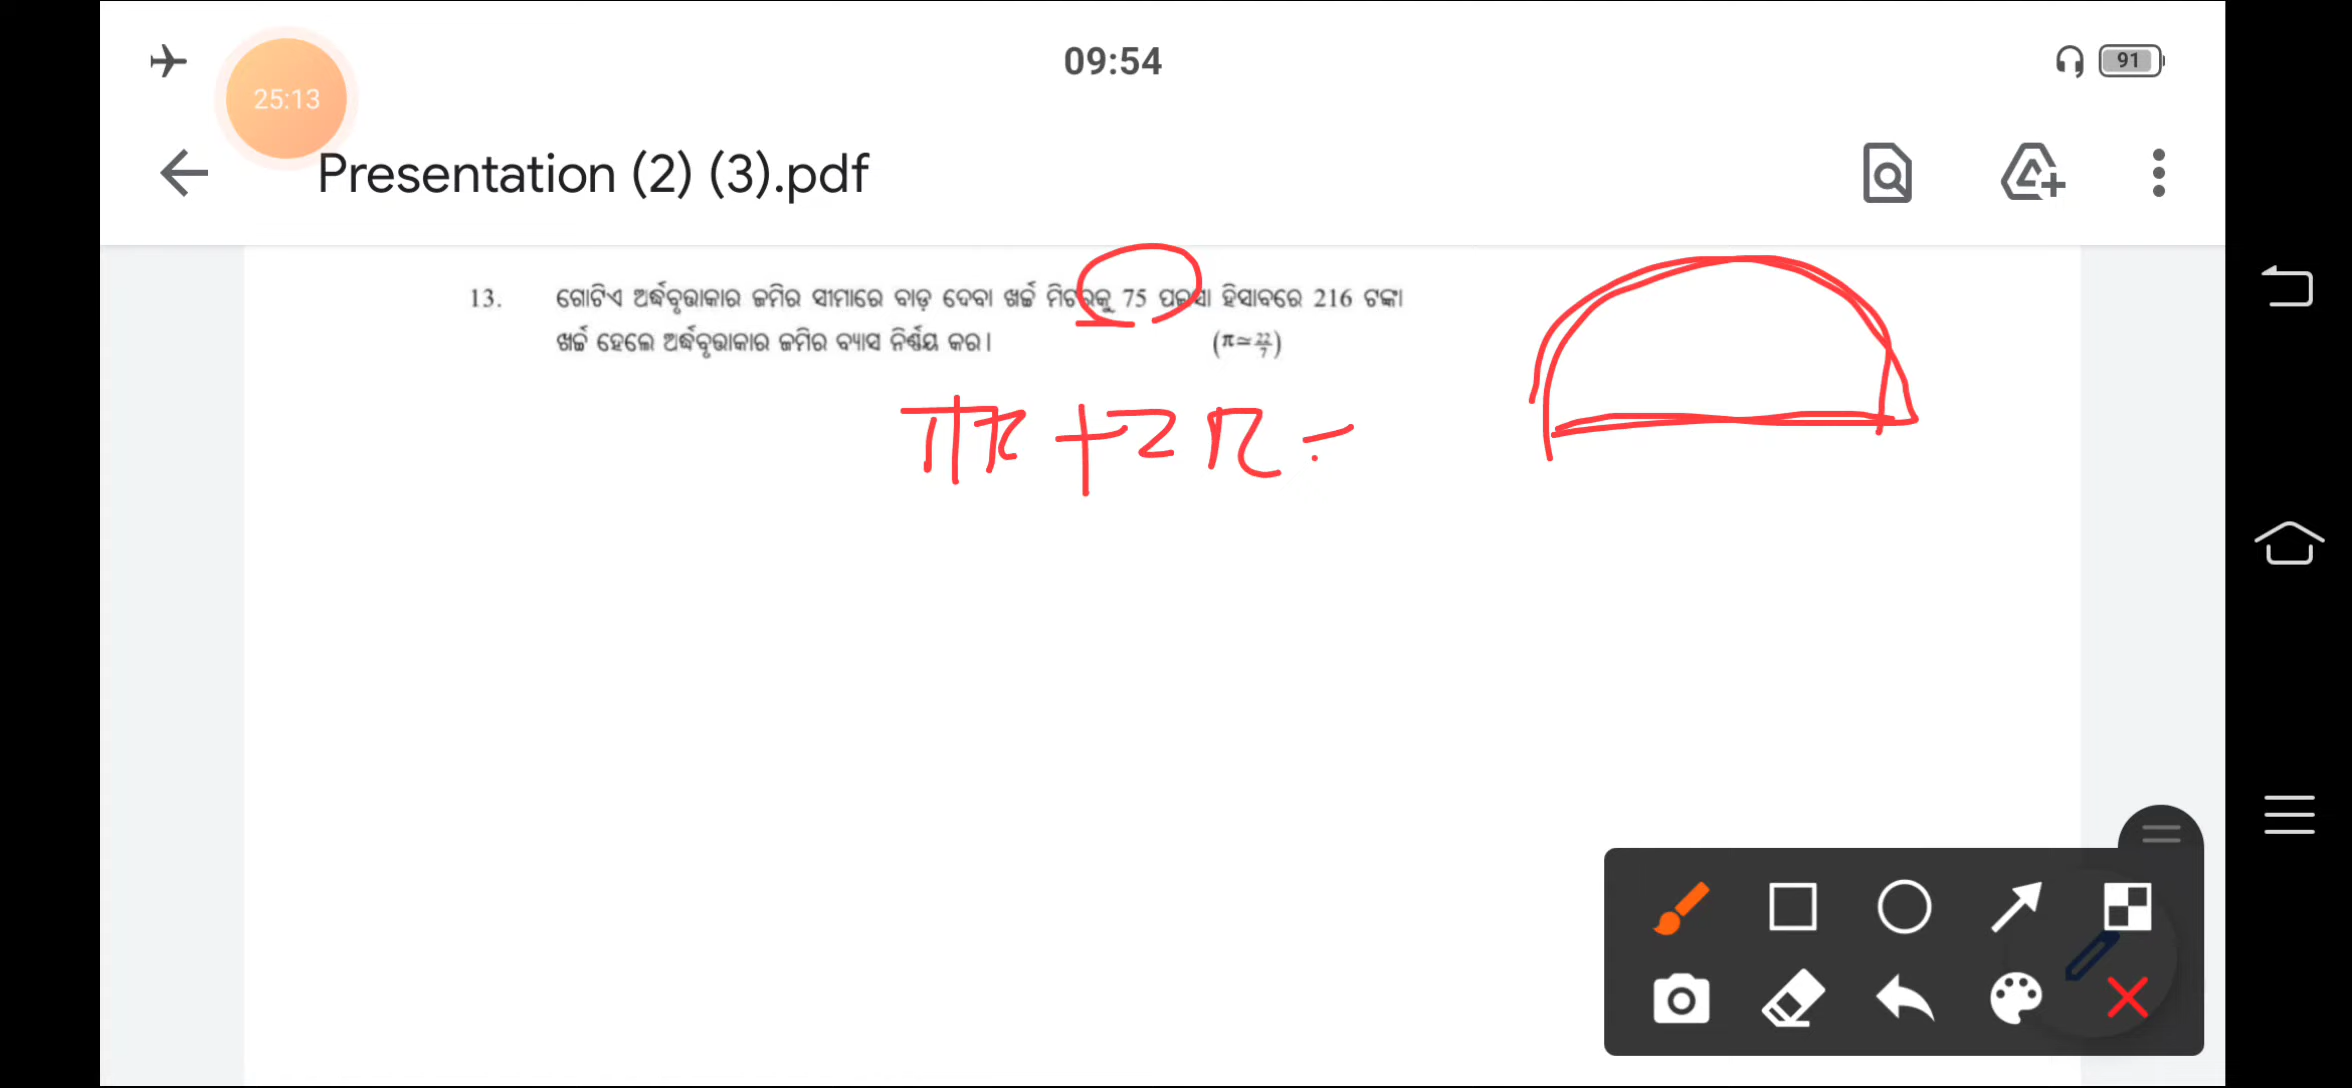 09:54
91
25:13
Presentation (2) (3).pdf
13. ଗୋଟିଏ ଅର୍ଦ୍ଧବୃତ୍ତାକାର ଜମିର ସୀମାରେ ବାଡ଼ ଦେବା ଖର୍ଚ୍ଚ ମିଟରକୁ 75 ପଇସା ହିସାବରେ 216 ଟଙ୍କା
ଖର୍ଚ୍ଚ ହେଲେ ଅର୍ଦ୍ଧବୃତ୍ତାକାର ଜମିର ବ୍ୟାସ ନିର୍ଣ୍ଣୟ କର। (π≃22/7)
πr + 2r =